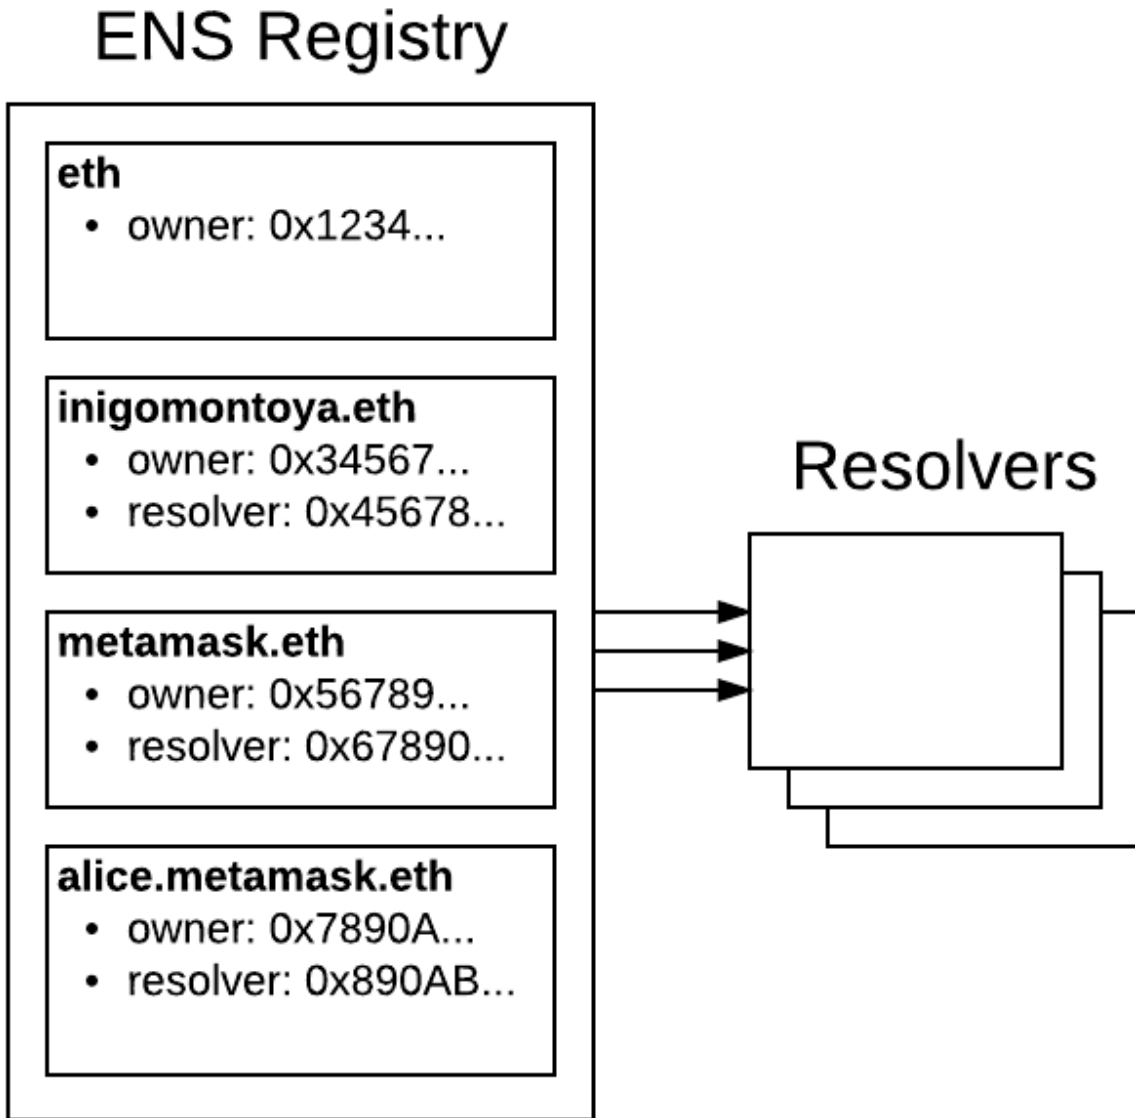 ENS Registry
eth
• owner: 0x1234...
inigomontoya.eth
• owner: 0x34567...
• resolver: 0x45678...
metamask.eth
• owner: 0x56789...
• resolver: 0x67890...
alice.metamask.eth
• owner: 0x7890A...
• resolver: 0x890AB...
Resolvers